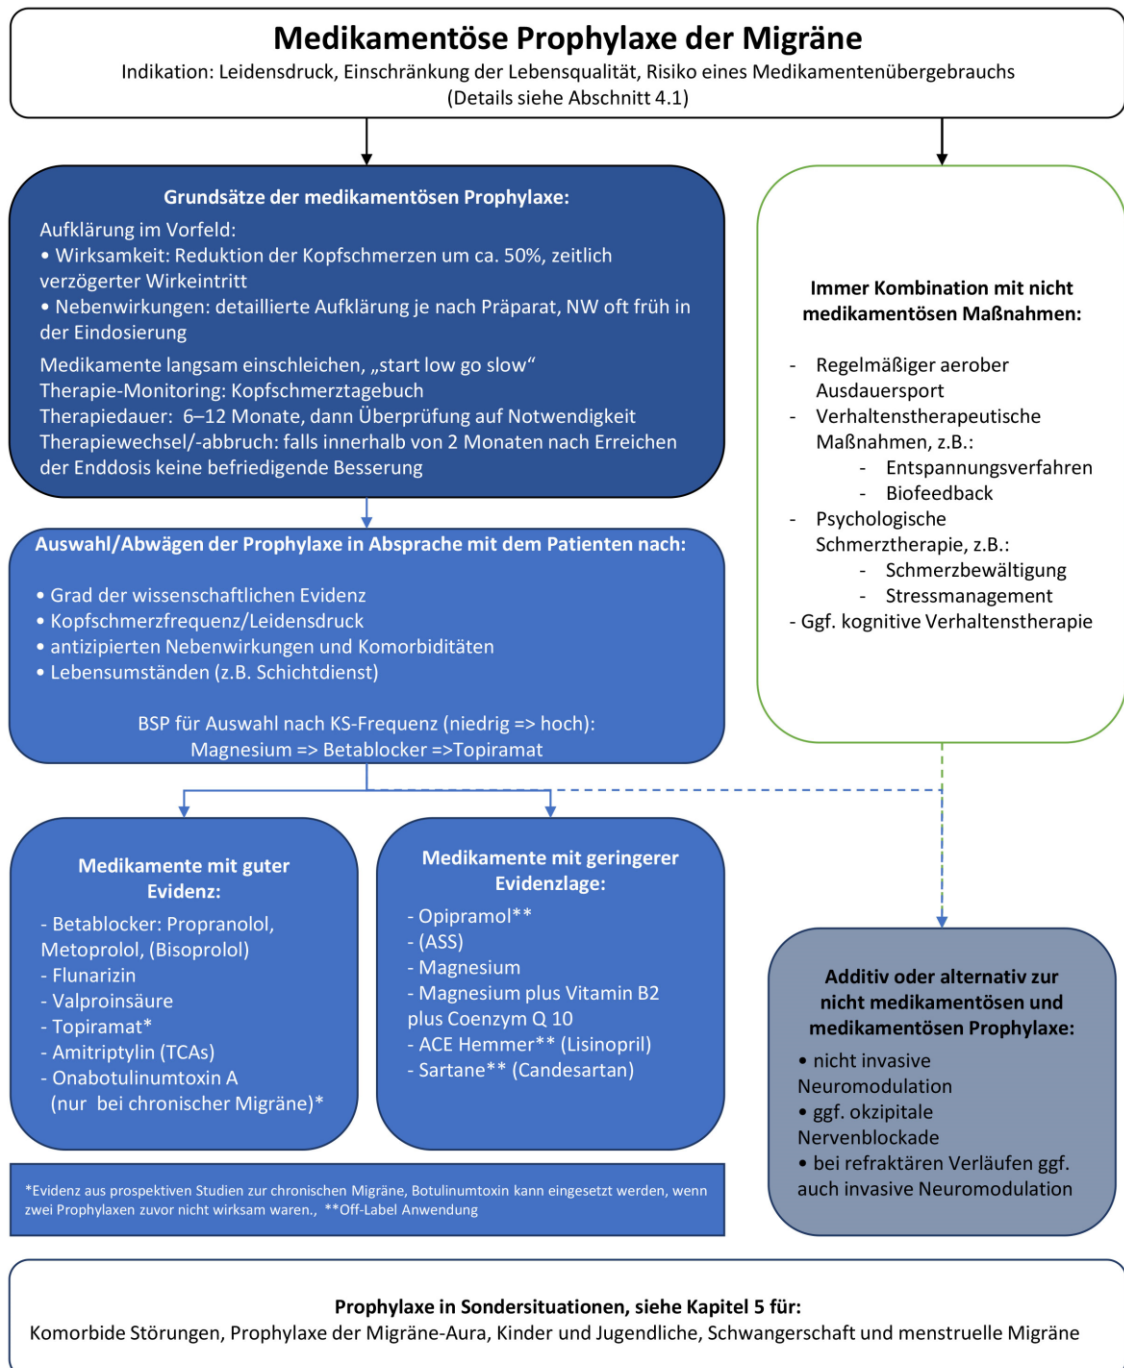 Medikamentöse Prophylaxe der Migräne
Indikation: Leidensdruck, Einschränkung der Lebensqualität, Risiko eines Medikamentenübergebrauchs
(Details siehe Abschnitt 4.1)
Grundsätze der medikamentösen Prophylaxe:
Aufklärung im Vorfeld:
• Wirksamkeit: Reduktion der Kopfschmerzen um ca. 50%, zeitlich
verzögerter Wirkeintritt
• Nebenwirkungen: detaillierte Aufklärung je nach Präparat, NW oft früh in
der Eindosierung
Medikamente langsam einschleichen, „start low go slow“
Therapie-Monitoring: Kopfschmerztagebuch
Therapiedauer: 6–12 Monate, dann Überprüfung auf Notwendigkeit
Therapiewechsel/-abbruch: falls innerhalb von 2 Monaten nach Erreichen
der Enddosis keine befriedigende Besserung
Immer Kombination mit nicht
medikamentösen Maßnahmen:
- Regelmäßiger aerober
Ausdauersport
- Verhaltenstherapeutische
Maßnahmen, z.B.:
- Entspannungsverfahren
- Biofeedback
- Psychologische
Schmerztherapie, z.B.:
- Schmerzbewältigung
- Stressmanagement
- Ggf. kognitive Verhaltenstherapie
Auswahl/Abwägen der Prophylaxe in Absprache mit dem Patienten nach:
• Grad der wissenschaftlichen Evidenz
• Kopfschmerzfrequenz/Leidensdruck
• antizipierten Nebenwirkungen und Komorbiditäten
• Lebensumständen (z.B. Schichtdienst)
BSP für Auswahl nach KS-Frequenz (niedrig => hoch):
Magnesium => Betablocker =>Topiramat
Medikamente mit guter
Evidenz:
- Betablocker: Propranolol,
Metoprolol, (Bisoprolol)
- Flunarizin
- Valproinsäure
- Topiramat*
- Amitriptylin (TCAs)
- Onabotulinumtoxin A
(nur bei chronischer Migräne)*
Medikamente mit geringerer
Evidenzlage:
- Opipramol**
- (ASS)
- Magnesium
- Magnesium plus Vitamin B2
plus Coenzym Q 10
- ACE Hemmer** (Lisinopril)
- Sartane** (Candesartan)
Additiv oder alternativ zur
nicht medikamentösen und
medikamentösen Prophylaxe:
• nicht invasive
Neuromodulation
• ggf. okzipitale
Nervenblockade
• bei refraktären Verläufen ggf.
auch invasive Neuromodulation
*Evidenz aus prospektiven Studien zur chronischen Migräne, Botulinumtoxin kann eingesetzt werden, wenn
zwei Prophylaxen zuvor nicht wirksam waren., **Off-Label Anwendung
Prophylaxe in Sondersituationen, siehe Kapitel 5 für:
Komorbide Störungen, Prophylaxe der Migräne-Aura, Kinder und Jugendliche, Schwangerschaft und menstruelle Migräne